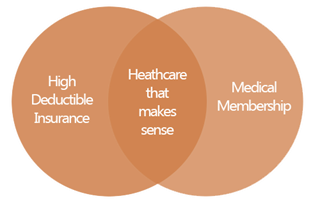 High
Deductible
Insurance
Heathcare
that
makes
sense
Medical
Membership